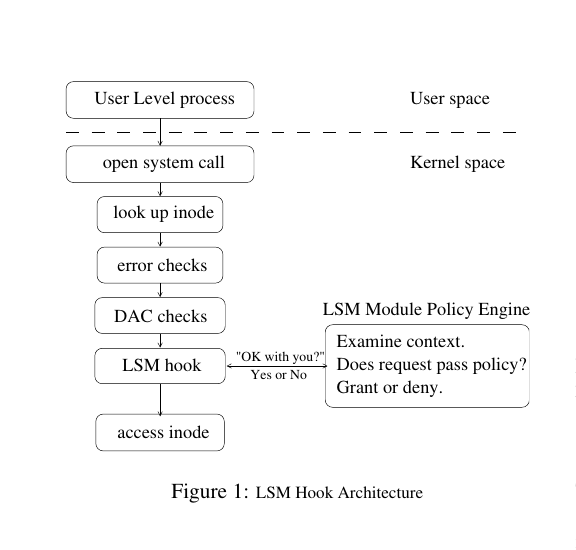 User Level process
User space
open system call
Kernel space
look up inode
error checks
DAC checks
LSM Module Policy Engine
Examine context.
LSM hook
"OK with you?"
Does request pass policy?
Yes or No
Grant or deny.
access inode
Figure 1: LSM Hook Architecture